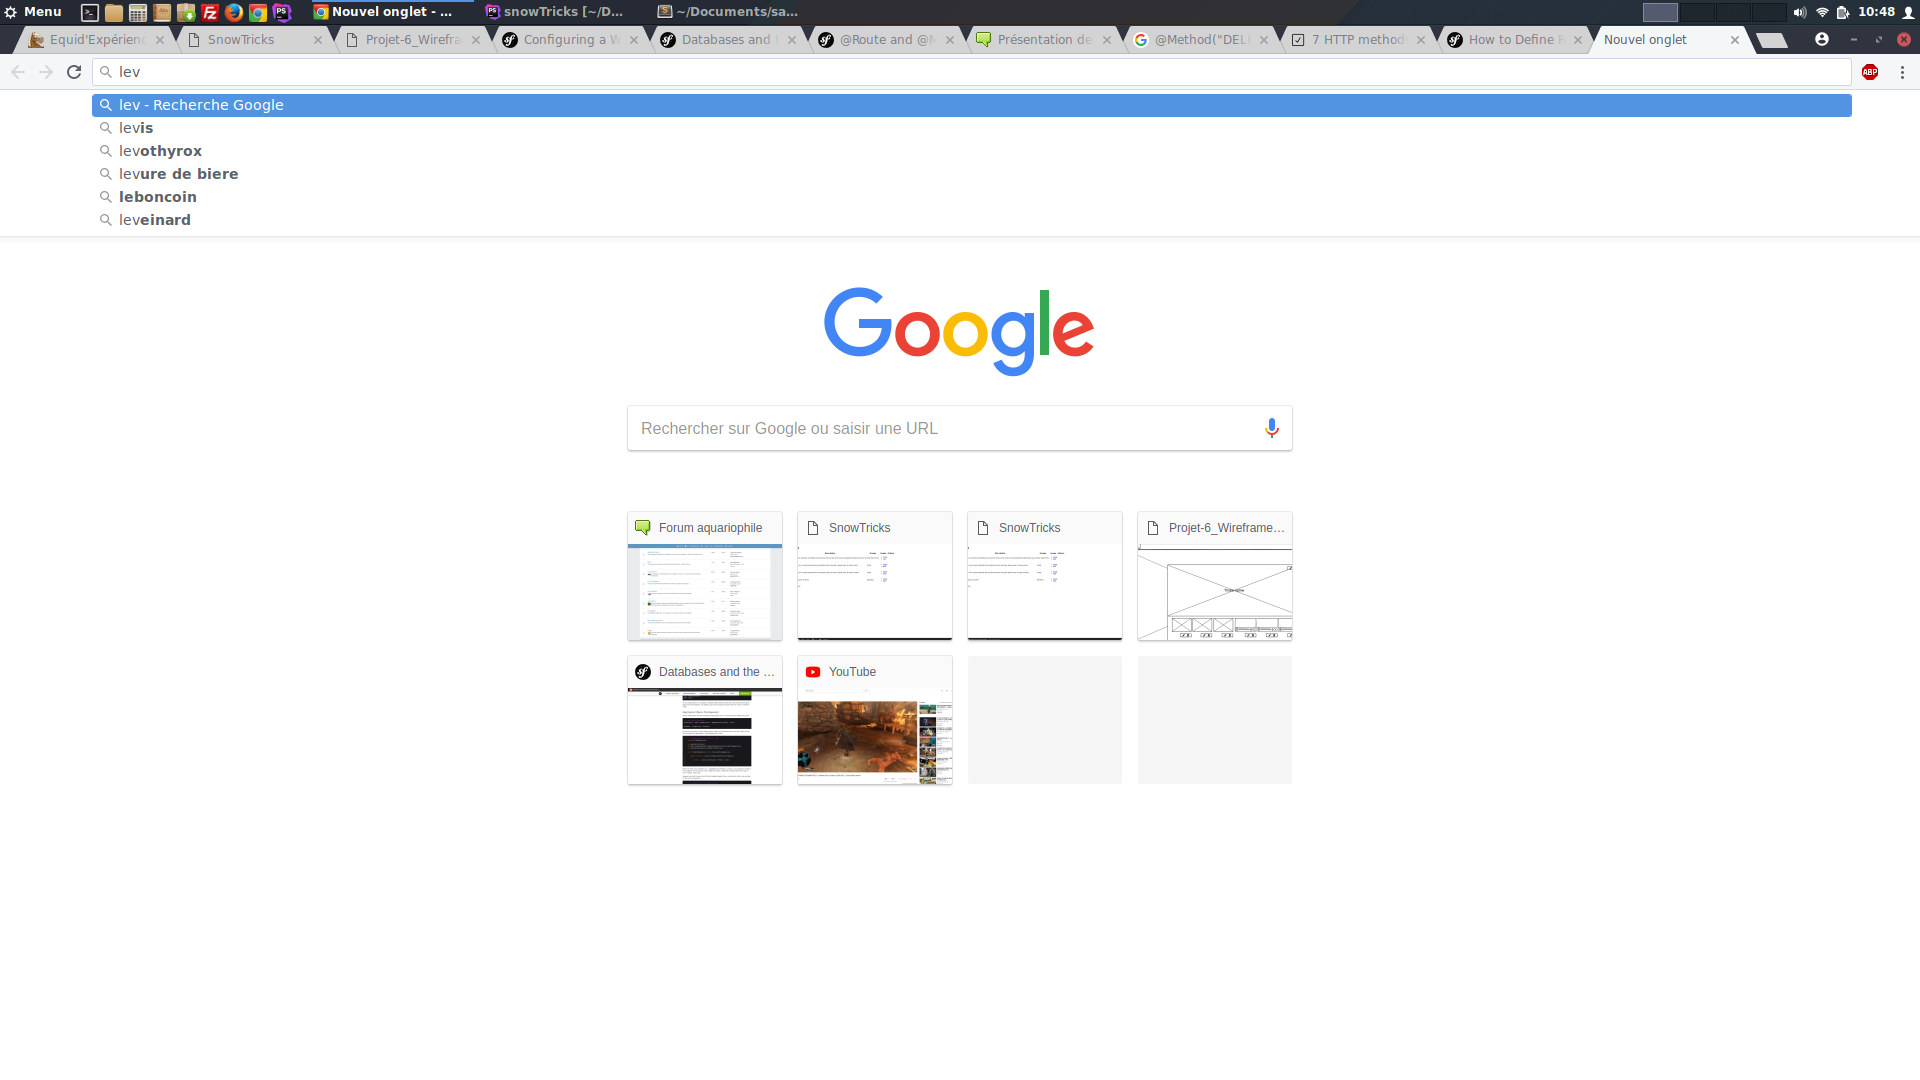 Menu
Nouvel onglet - ...
snowTricks [~/D...
~/Documents/sa...
10:48
Equid'Expérienc
SnowTricks
Projet-6_Wirefra
Configuring a W
Databases and t
@Route and @M
Présentation de
@Method("DELE
7 HTTP methods
How to Define R
Nouvel onglet
lev
ABP
lev - Recherche Google
levis
levothyrox
levure de biere
leboncoin
leveinard
Google
Rechercher sur Google ou saisir une URL
Forum aquariophile
SnowTricks
SnowTricks
Projet-6_Wireframe...
Databases and the ...
YouTube